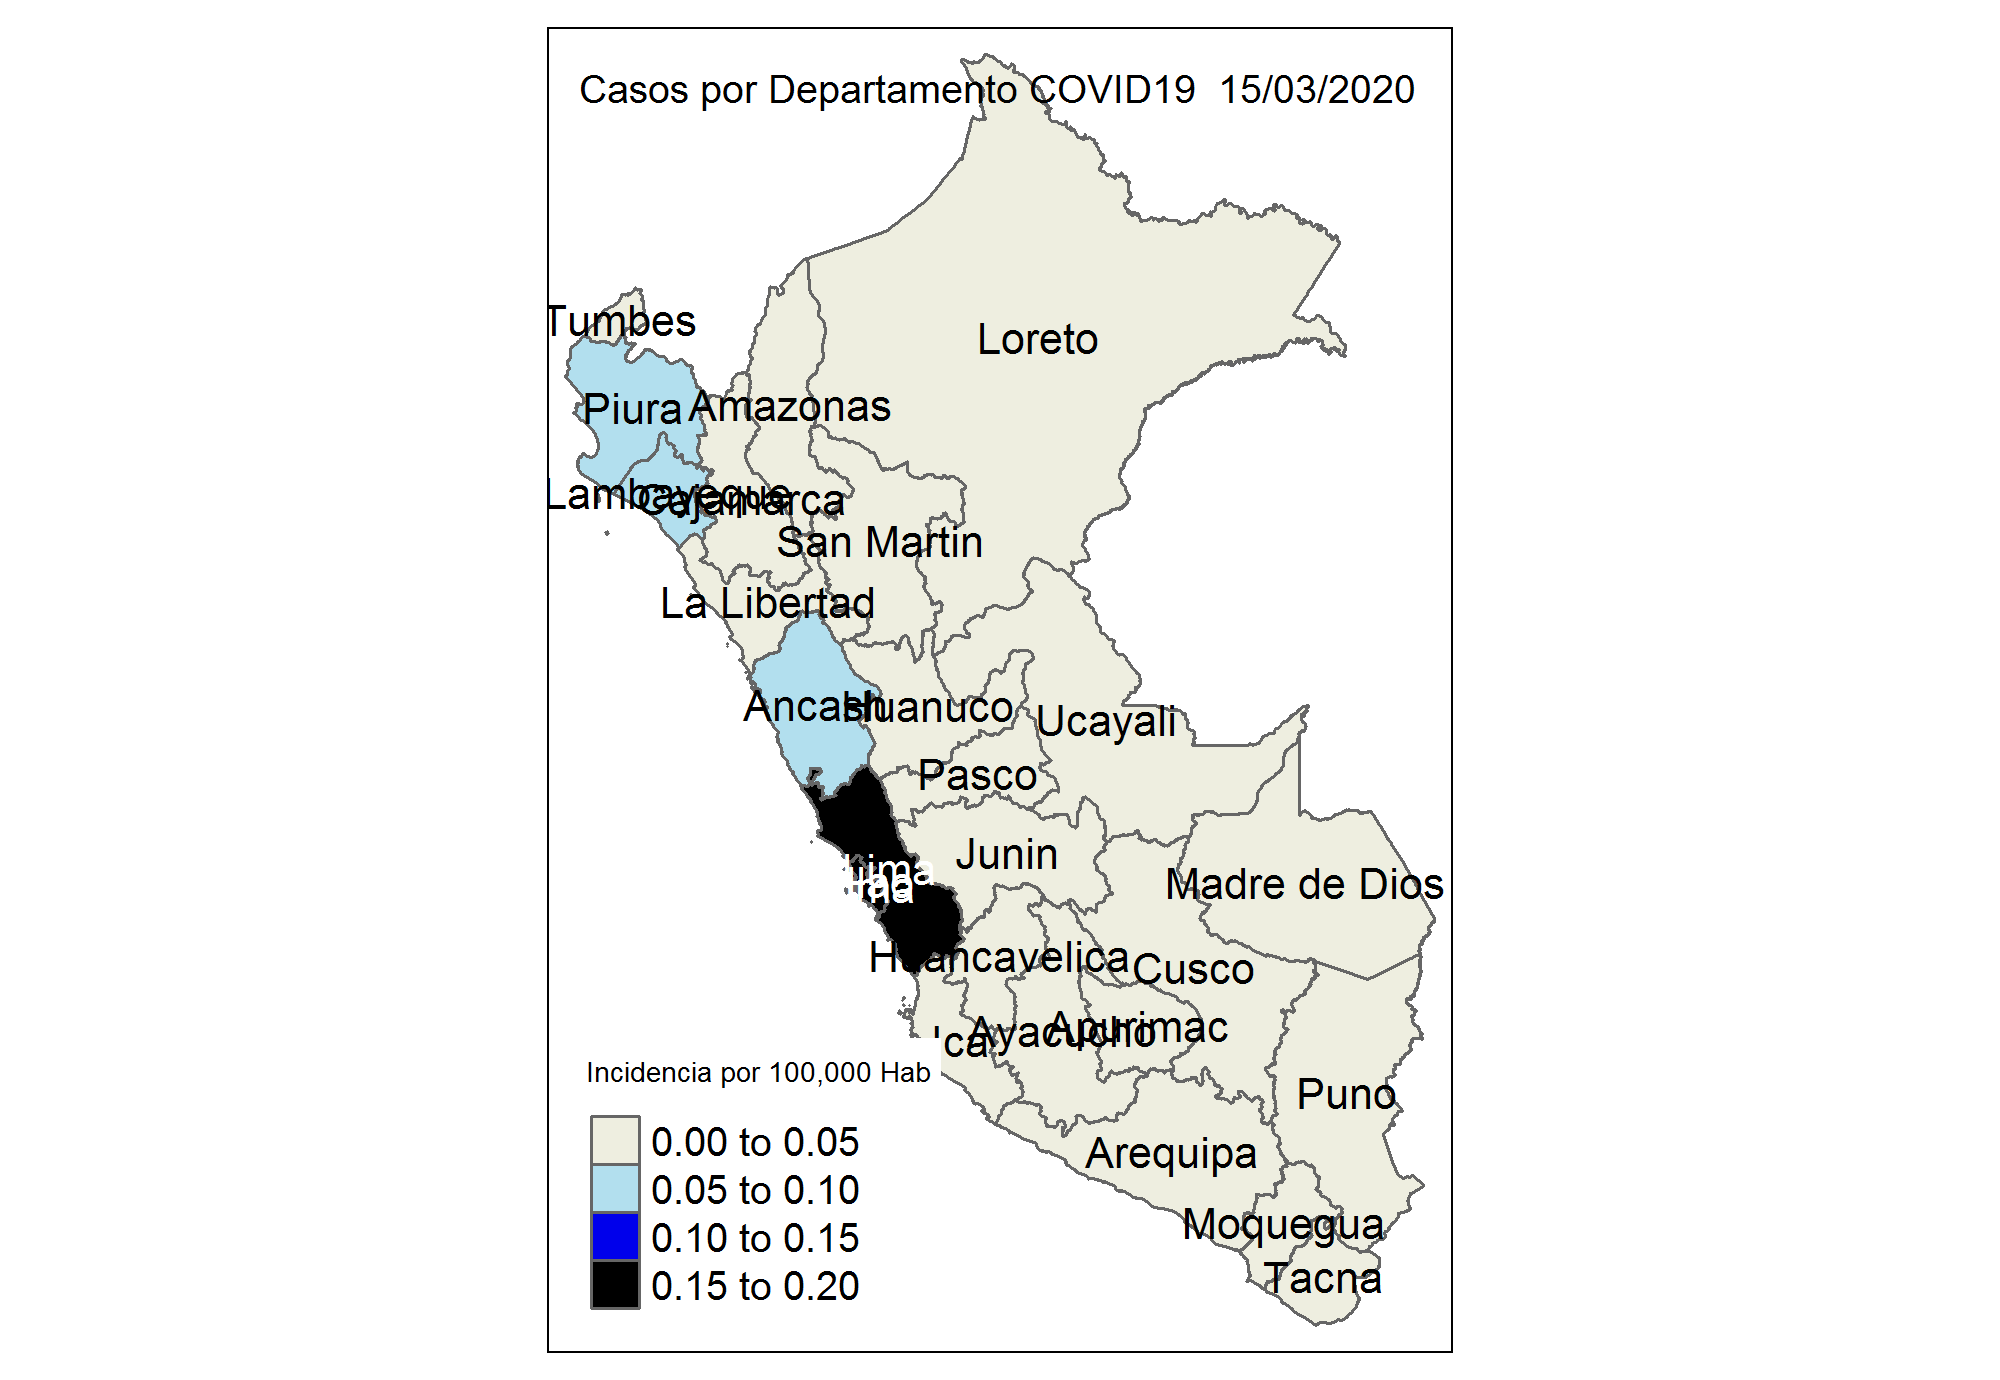 Casos por Departamento COVID19  15/03/2020
Tumbes
Loreto
Piura
Amazonas
Lambayeque
Cajamarca
San Martin
La Libertad
Ancash
Huanuco
Ucayali
Pasco
Junin
Lima
Madre de Dios
Huancavelica
Cusco
Ica
Ayacucho
Apurimac
Puno
Arequipa
Moquegua
Tacna
Incidencia por 100,000 Hab
0.00 to 0.05
0.05 to 0.10
0.10 to 0.15
0.15 to 0.20